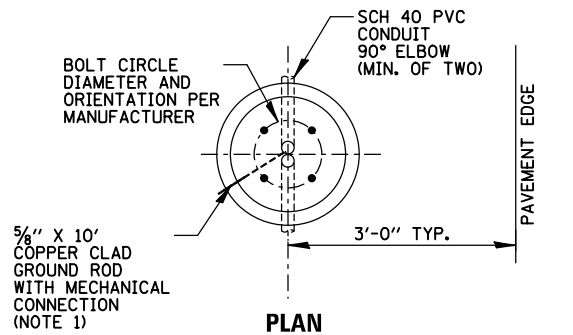 SCH 40 PVC
CONDUIT
90° ELBOW
(MIN. OF TWO)
BOLT CIRCLE
DIAMETER AND
ORIENTATION PER
MANUFACTURER
PAVEMENT EDGE
3'-0" TYP.
5/8" X 10'
COPPER CLAD
GROUND ROD
WITH MECHANICAL
CONNECTION
(NOTE 1)
PLAN